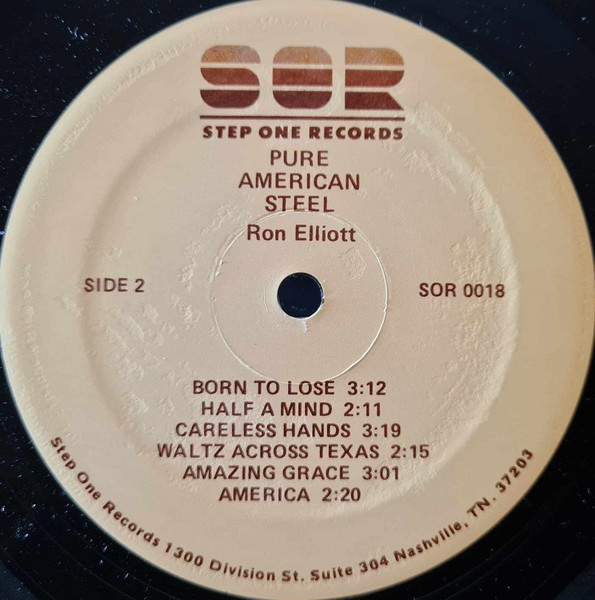 SOR
STEP ONE RECORDS
PURE
AMERICAN
STEEL
Ron Elliott
SIDE 2
SOR 0018
BORN TO LOSE 3:12
HALF A MIND 2:11
CARELESS HANDS 3:19
WALTZ ACROSS TEXAS 2:15
AMAZING GRACE 3:01
AMERICA 2:20
Step One Records 1300 Division St. Suite 304 Nashville, TN. 37203